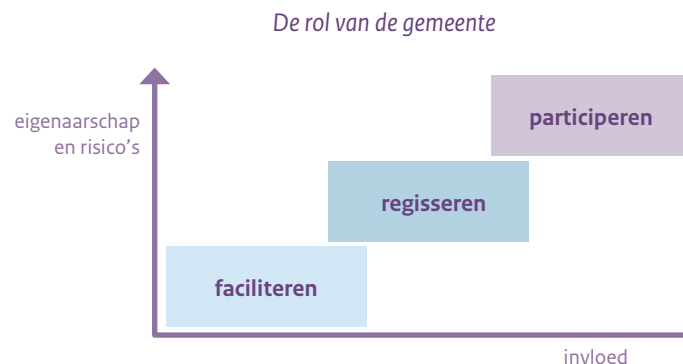 De rol van de gemeente
eigenaarschap
en risico's
participeren
regisseren
faciliteren
invloed